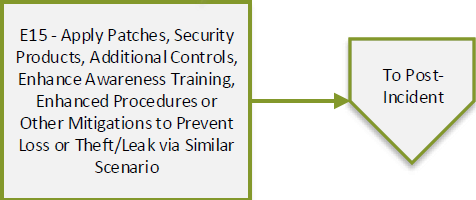 E15 - Apply Patches, Security
Products, Additional Controls,
Enhance Awareness Training,
Enhanced Procedures or
Other Mitigations to Prevent
Loss or Theft/Leak via Similar
Scenario
To Post-
Incident